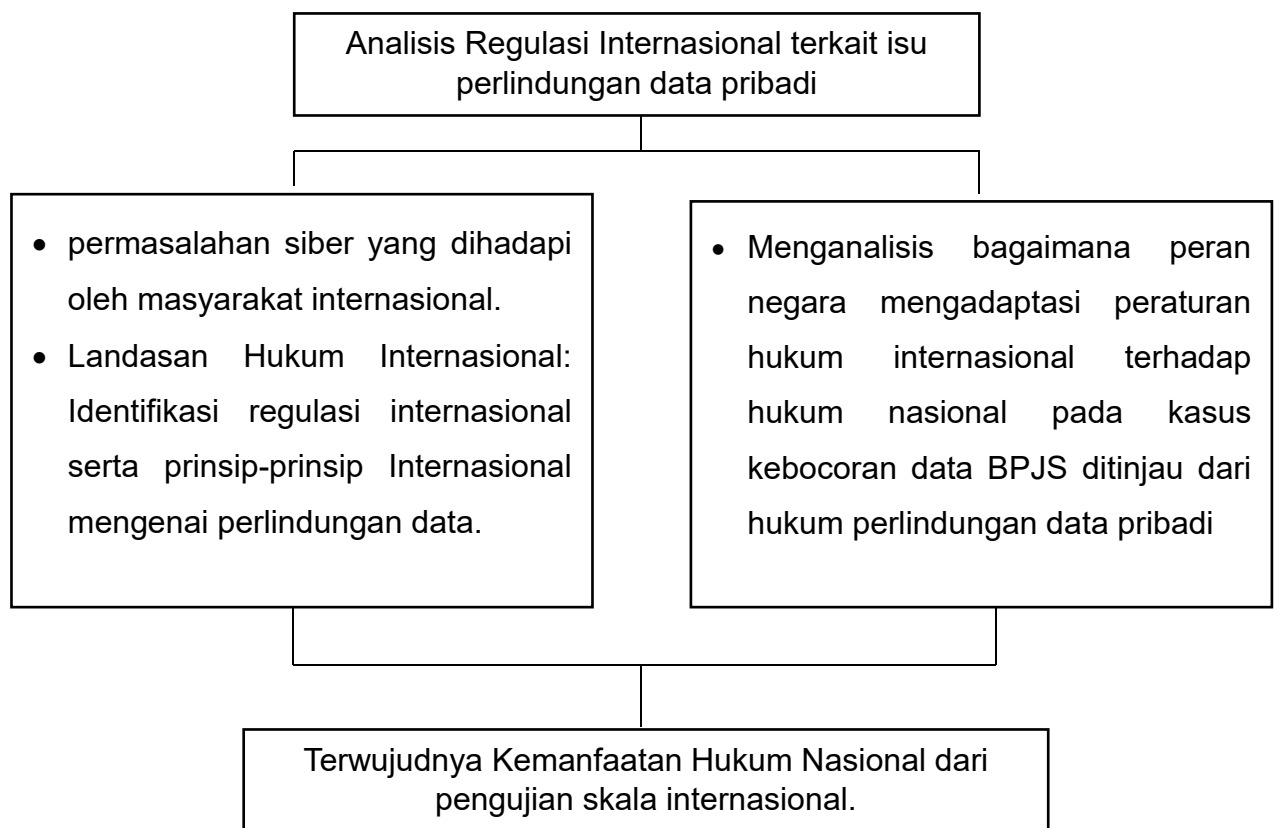 Analisis Regulasi Internasional terkait isu
perlindungan data pribadi
• permasalahan siber yang dihadapi
oleh masyarakat internasional.
• Landasan Hukum Internasional:
Identifikasi regulasi internasional
serta prinsip-prinsip Internasional
mengenai perlindungan data.
• Menganalisis bagaimana peran
negara mengadaptasi peraturan
hukum internasional terhadap
hukum nasional pada kasus
kebocoran data BPJS ditinjau dari
hukum perlindungan data pribadi
Terwujudnya Kemanfaatan Hukum Nasional dari
pengujian skala internasional.